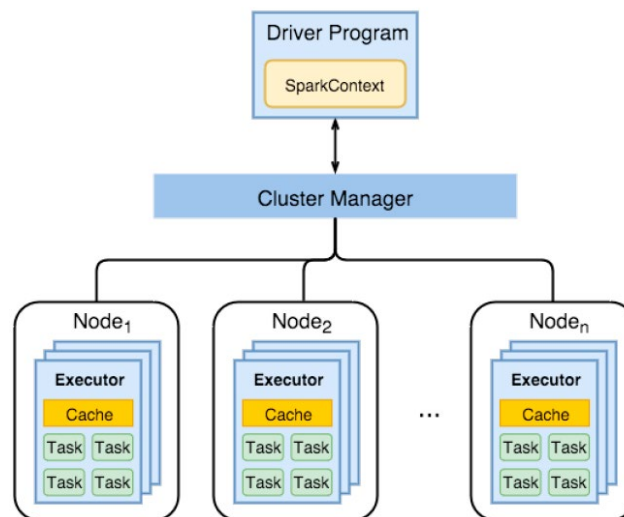 Driver Program
SparkContext
Cluster Manager
Node1
Executor
Cache
Task Task
Task Task
Node2
Executor
Cache
Task Task
Task Task
...
Noden
Executor
Cache
Task Task
Task Task